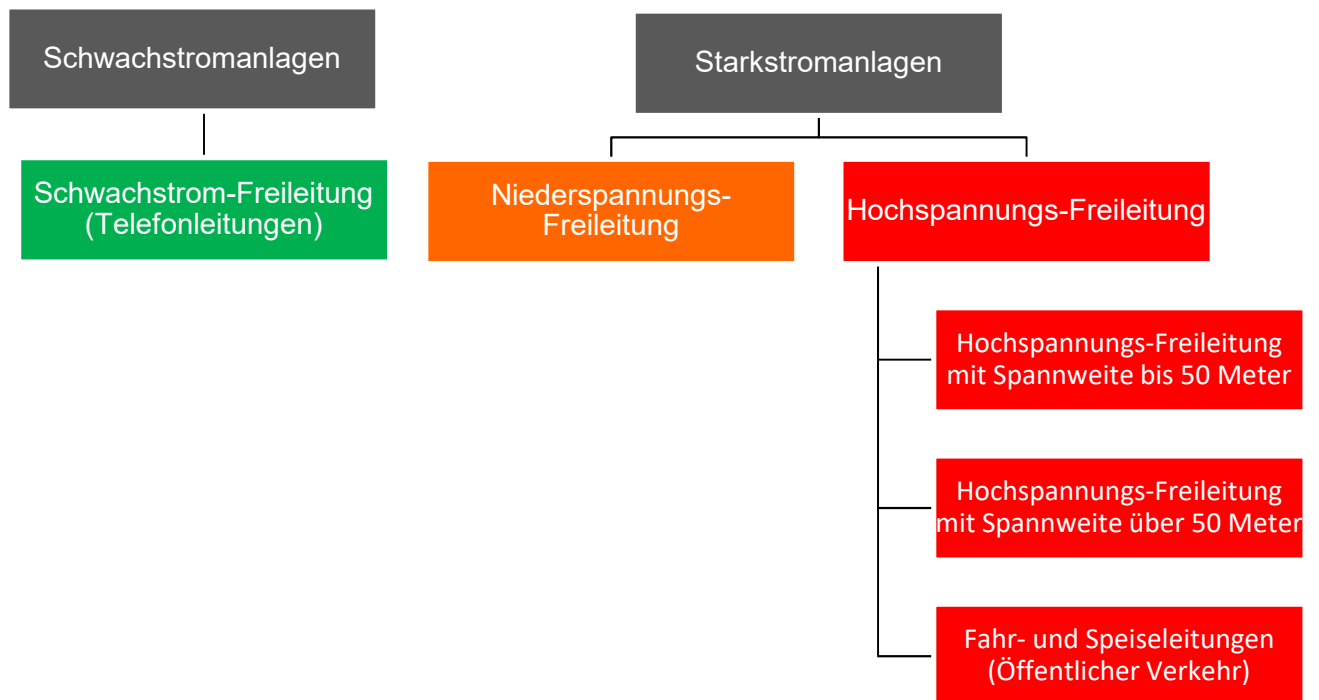 Schwachstromanlagen
Starkstromanlagen
Schwachstrom-Freileitung
(Telefonleitungen)
Niederspannungs-
Freileitung
Hochspannungs-Freileitung
Hochspannungs-Freileitung
mit Spannweite bis 50 Meter
Hochspannungs-Freileitung
mit Spannweite über 50 Meter
Fahr- und Speiseleitungen
(Öffentlicher Verkehr)